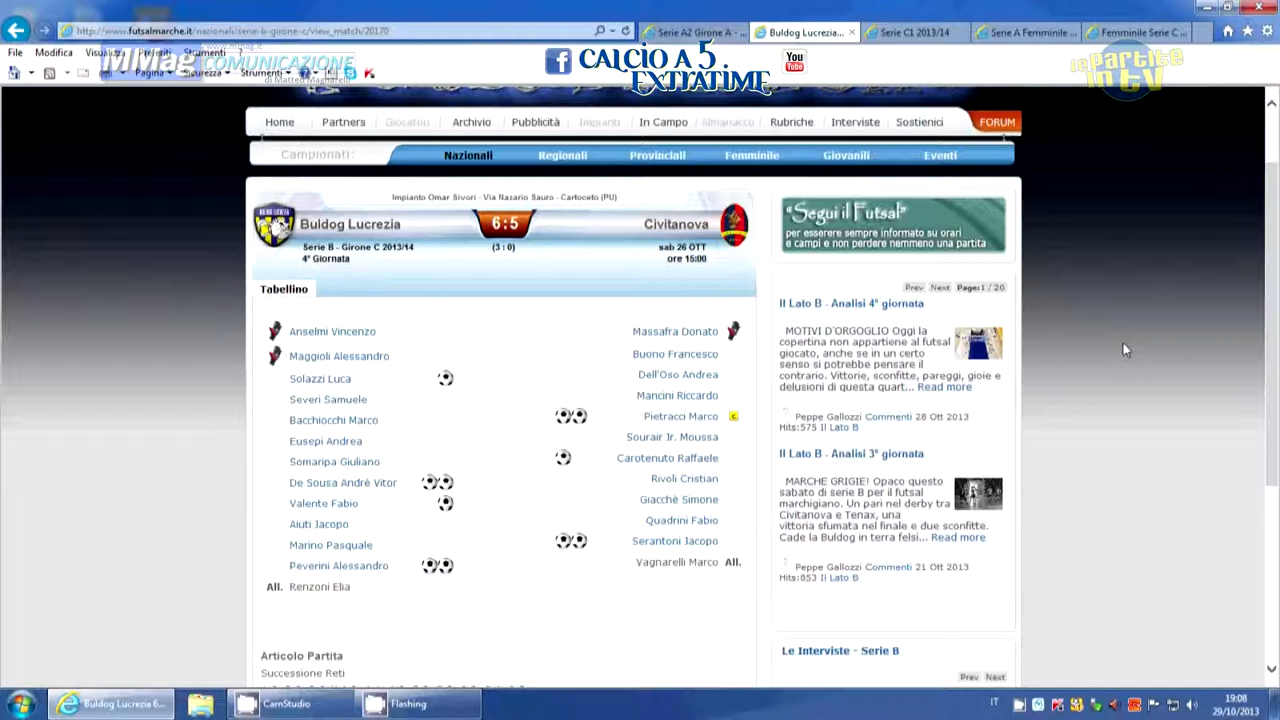 http://www.futsalmarche.it/nazionali/serie-b-girone-c/view_match/20170
Serie A2 Girone A - ...
Buldog Lucrezia...
Serie C1 2013/14
Serie A Femminile ...
Femminile Serie C ...
File Modifica Visualizza Preferiti Strumenti
www.mmag.it
MMag COMUNICAZIONE
di Matteo Magnarelli
Pagina Sicurezza Strumenti
CALCIO A 5
EXTRATIME
You Tube
le Partite in TV
Home Partners Giocatori Archivio Pubblicità Impianti In Campo Almanacco Rubriche Interviste Sostienici FORUM
Campionati: Nazionali Regionali Provinciali Femminile Giovanili Eventi
Impianto Omar Sivori - Via Nazario Sauro - Cartoceto (PU)
Buldog Lucrezia 6:5 Civitanova
Serie B - Girone C 2013/14 (3 : 0) sab 26 OTT
4° Giornata ore 15:00
Tabellino
Anselmi Vincenzo
Maggioli Alessandro
Solazzi Luca
Severi Samuele
Bacchiocchi Marco
Eusepi Andrea
Somaripa Giuliano
De Sousa Andrè Vitor
Valente Fabio
Aiuti Jacopo
Marino Pasquale
Peverini Alessandro
All. Renzoni Elia
Massafra Donato
Buono Francesco
Dell'Oso Andrea
Mancini Riccardo
Pietracci Marco C
Sourair Jr. Moussa
Carotenuto Raffaele
Rivoli Cristian
Giacchè Simone
Quadrini Fabio
Serantoni Jacopo
Vagnarelli Marco All.
Articolo Partita
Successione Reti
"Segui il Futsal"
per essere sempre informato su orari
e campi e non perdere nemmeno una partita
Prev Next Page:1 / 20
Il Lato B - Analisi 4° giornata
MOTIVI D'ORGOGLIO Oggi la
copertina non appartiene al futsal
giocato, anche se in un certo
senso si potrebbe pensare il
contrario. Vittorie, sconfitte, pareggi, gioie e
delusioni di questa quart... Read more
Peppe Gallozzi Commenti 28 Ott 2013
Hits:575 Il Lato B
Il Lato B - Analisi 3° giornata
MARCHE GRIGIE! Opaco questo
sabato di serie B per il futsal
marchigiano. Un pari nel derby tra
Civitanova e Tenax, una
vittoria sfumata nel finale e due sconfitte.
Cade la Buldog in terra felsi... Read more
Peppe Gallozzi Commenti 21 Ott 2013
Hits:853 Il Lato B
Le Interviste - Serie B
Prev Next
Buldog Lucrezia 6...
CamStudio
Flashing
IT
19:08
29/10/2013